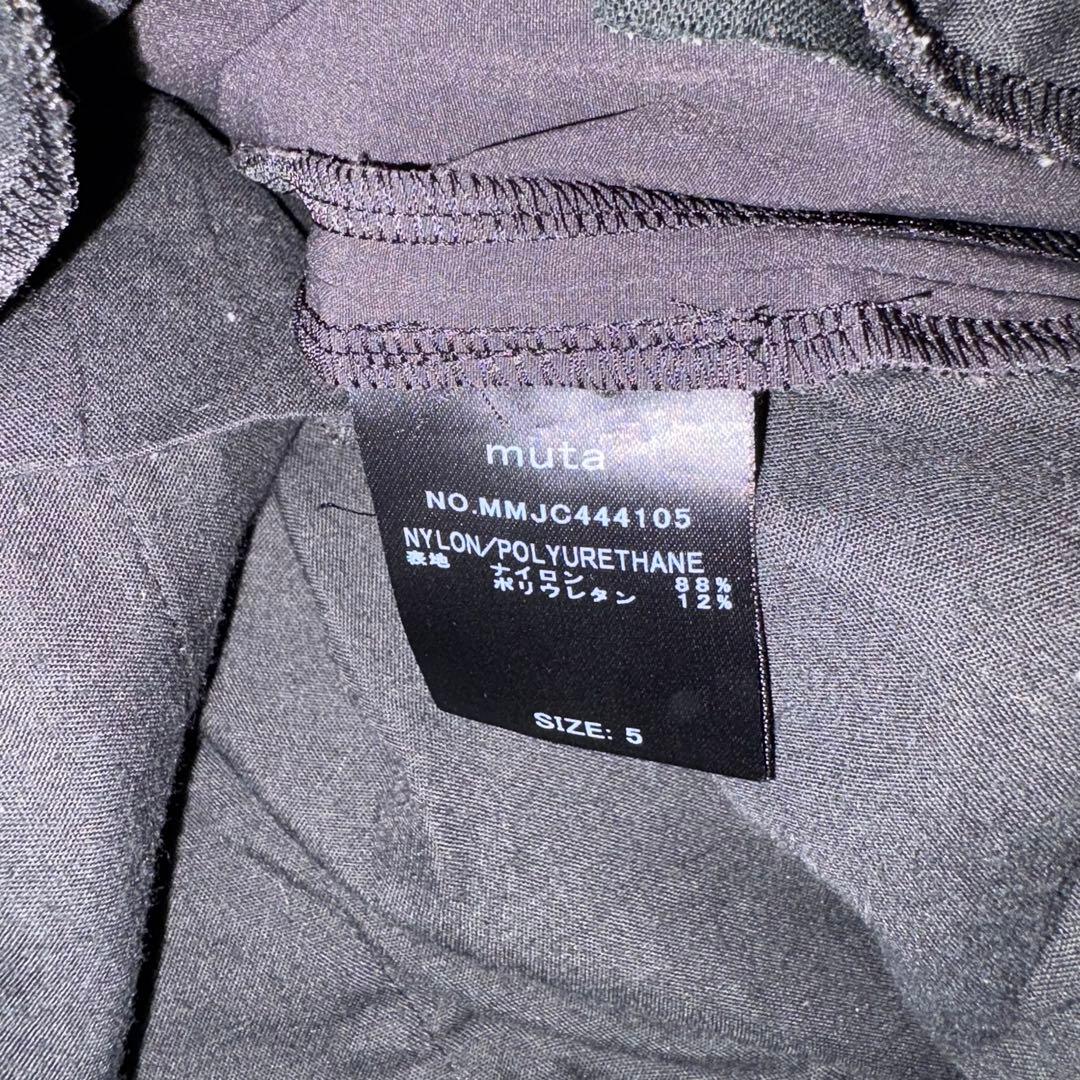 muta
NO.MMJC444105
NYLON/POLYURETHANE
表地 ナイロン 88%
ポリウレタン 12%
SIZE: 5